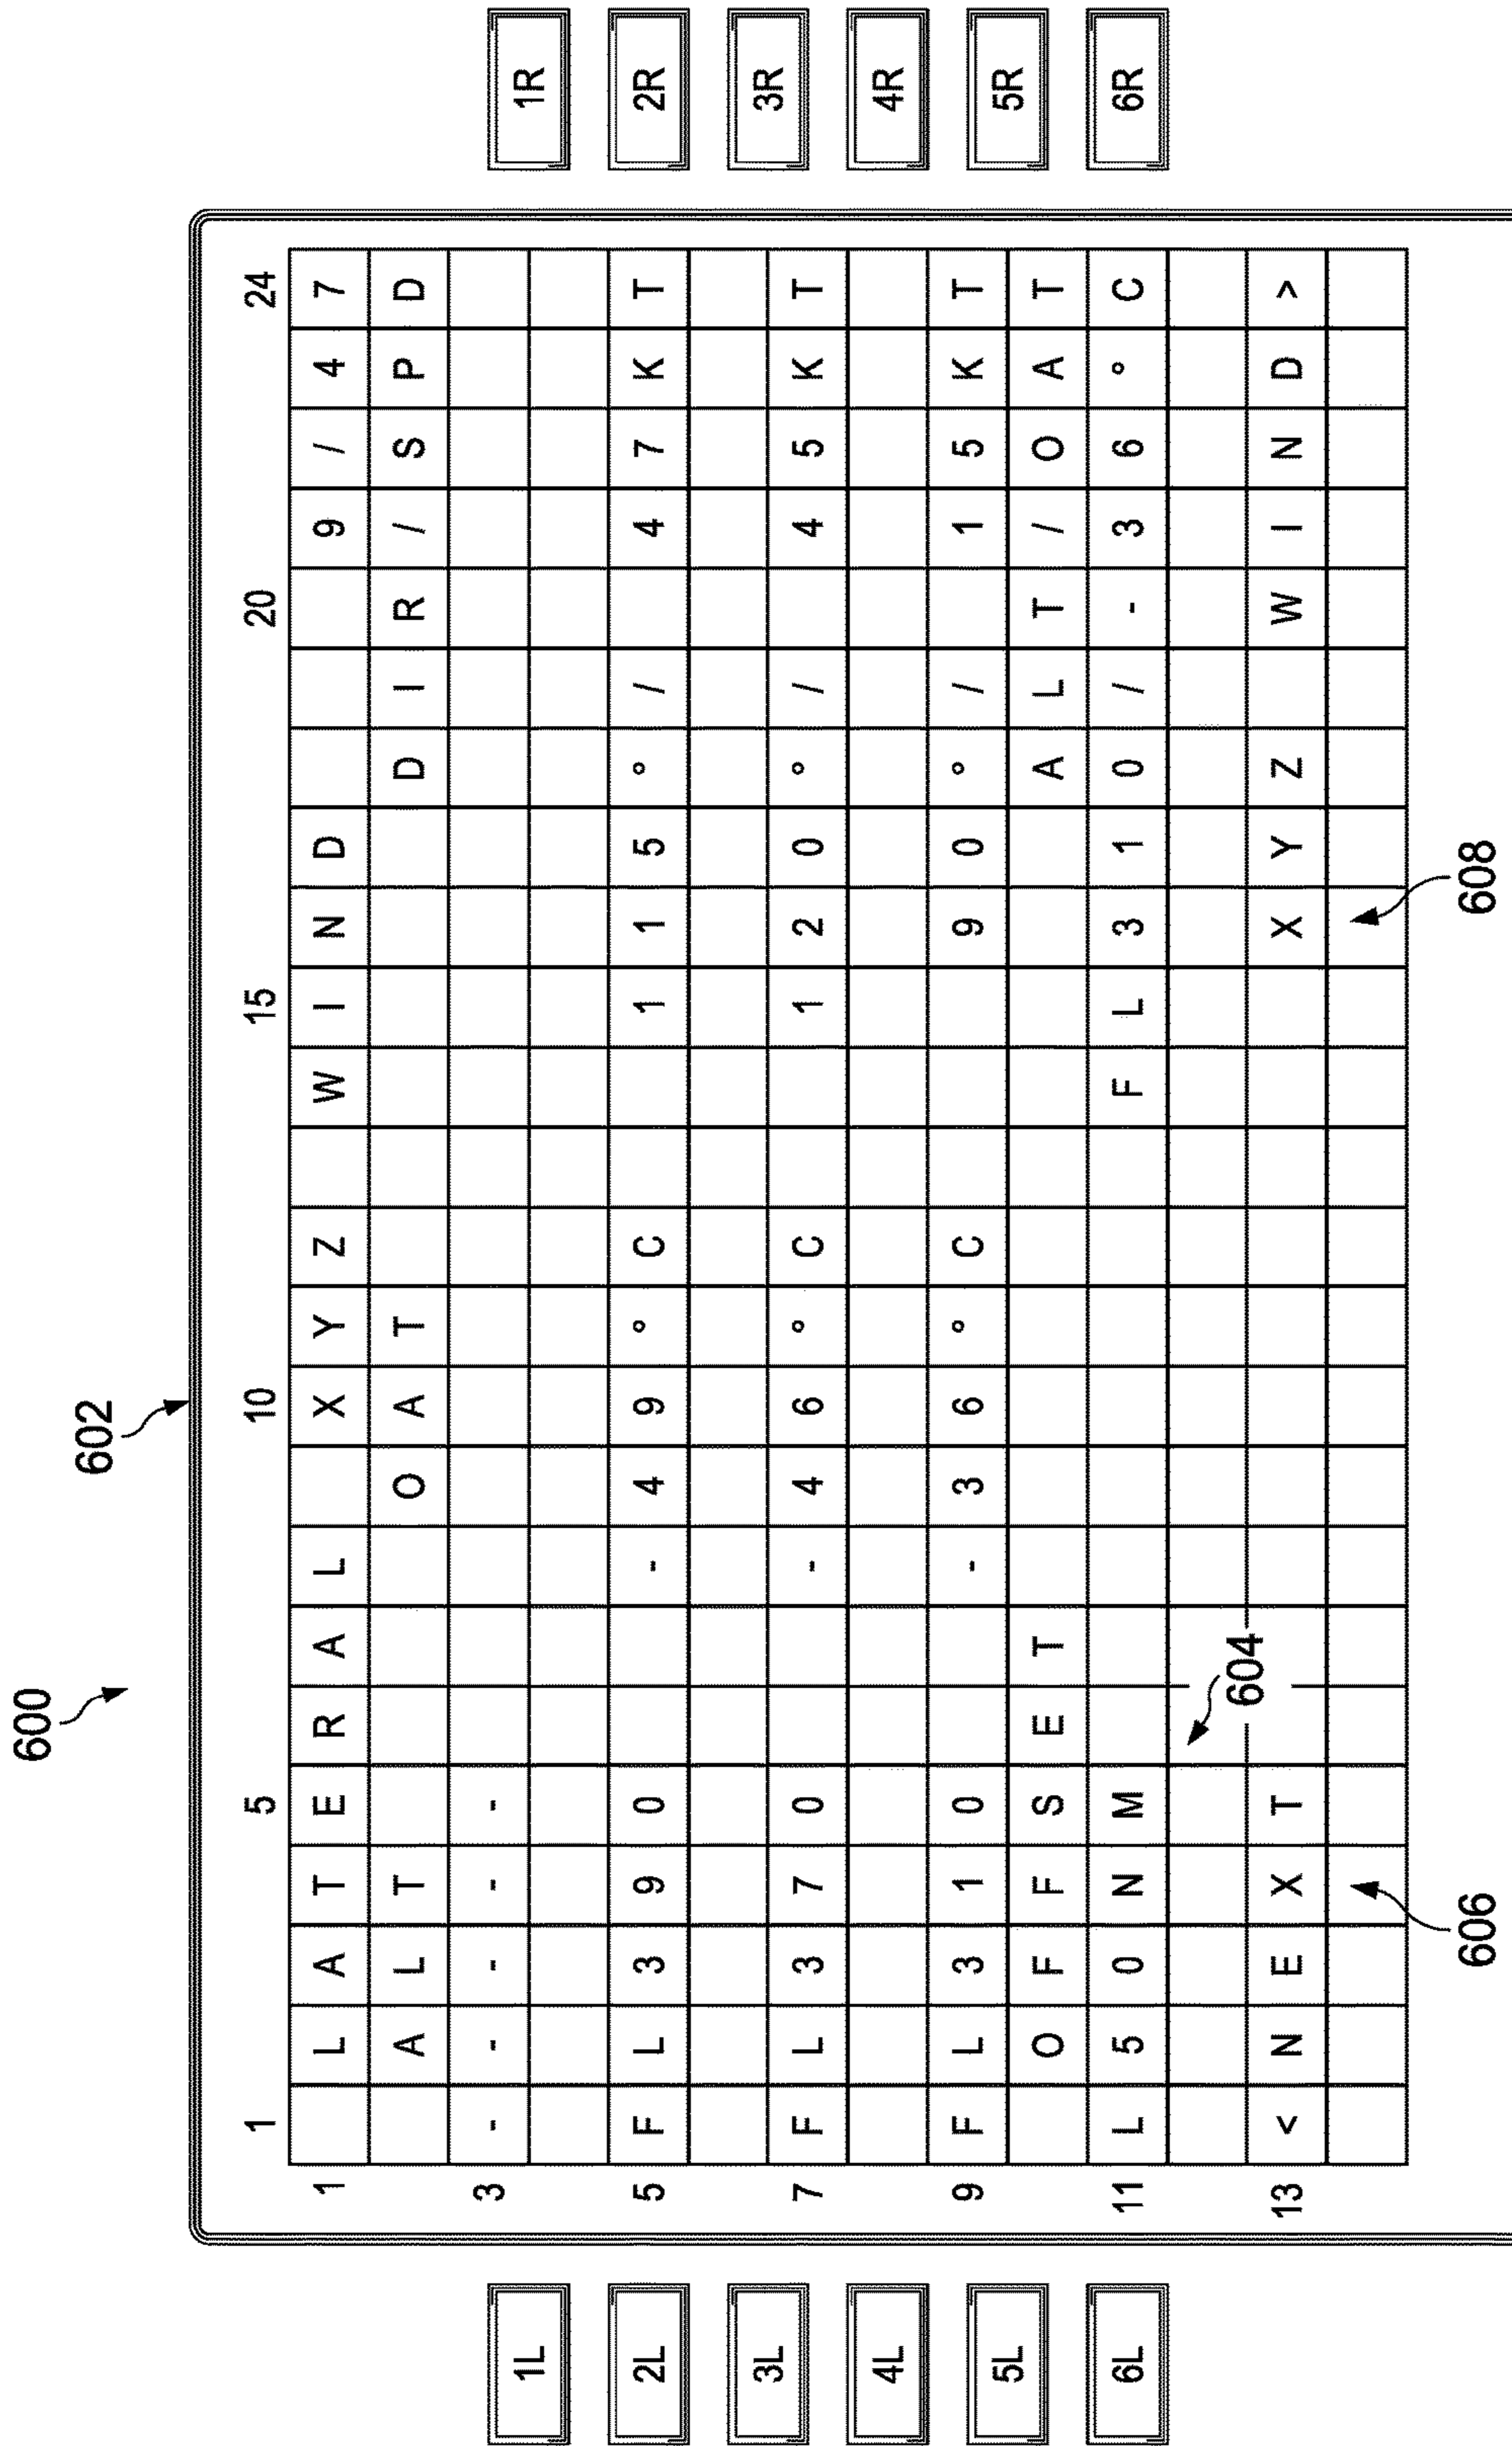 600
602
1 5 10 15 20 24
1 LATERAL XYZ WIND 9/47
ALT OAT DIR/SPD
3 -----
1L 1R
5 FL390 -49°C 115°/ 47KT
2L 2R
3L 3R
7 FL370 -46°C 120°/ 45KT
4L 4R
9 FL310 -36°C 90°/ 15KT
5L 5R
OFFSET ALT/OAT
11 L50NM FL310/-36°C
6L 6R
604
13 <NEXT XYZ WIND>
606 608